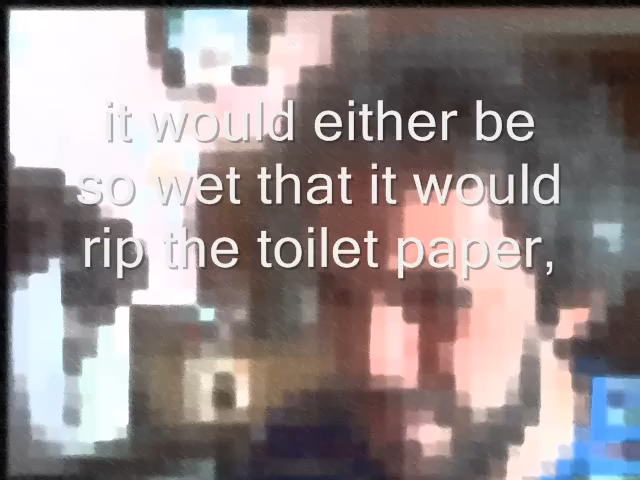 it would either be
so wet that it would
rip the toilet paper,